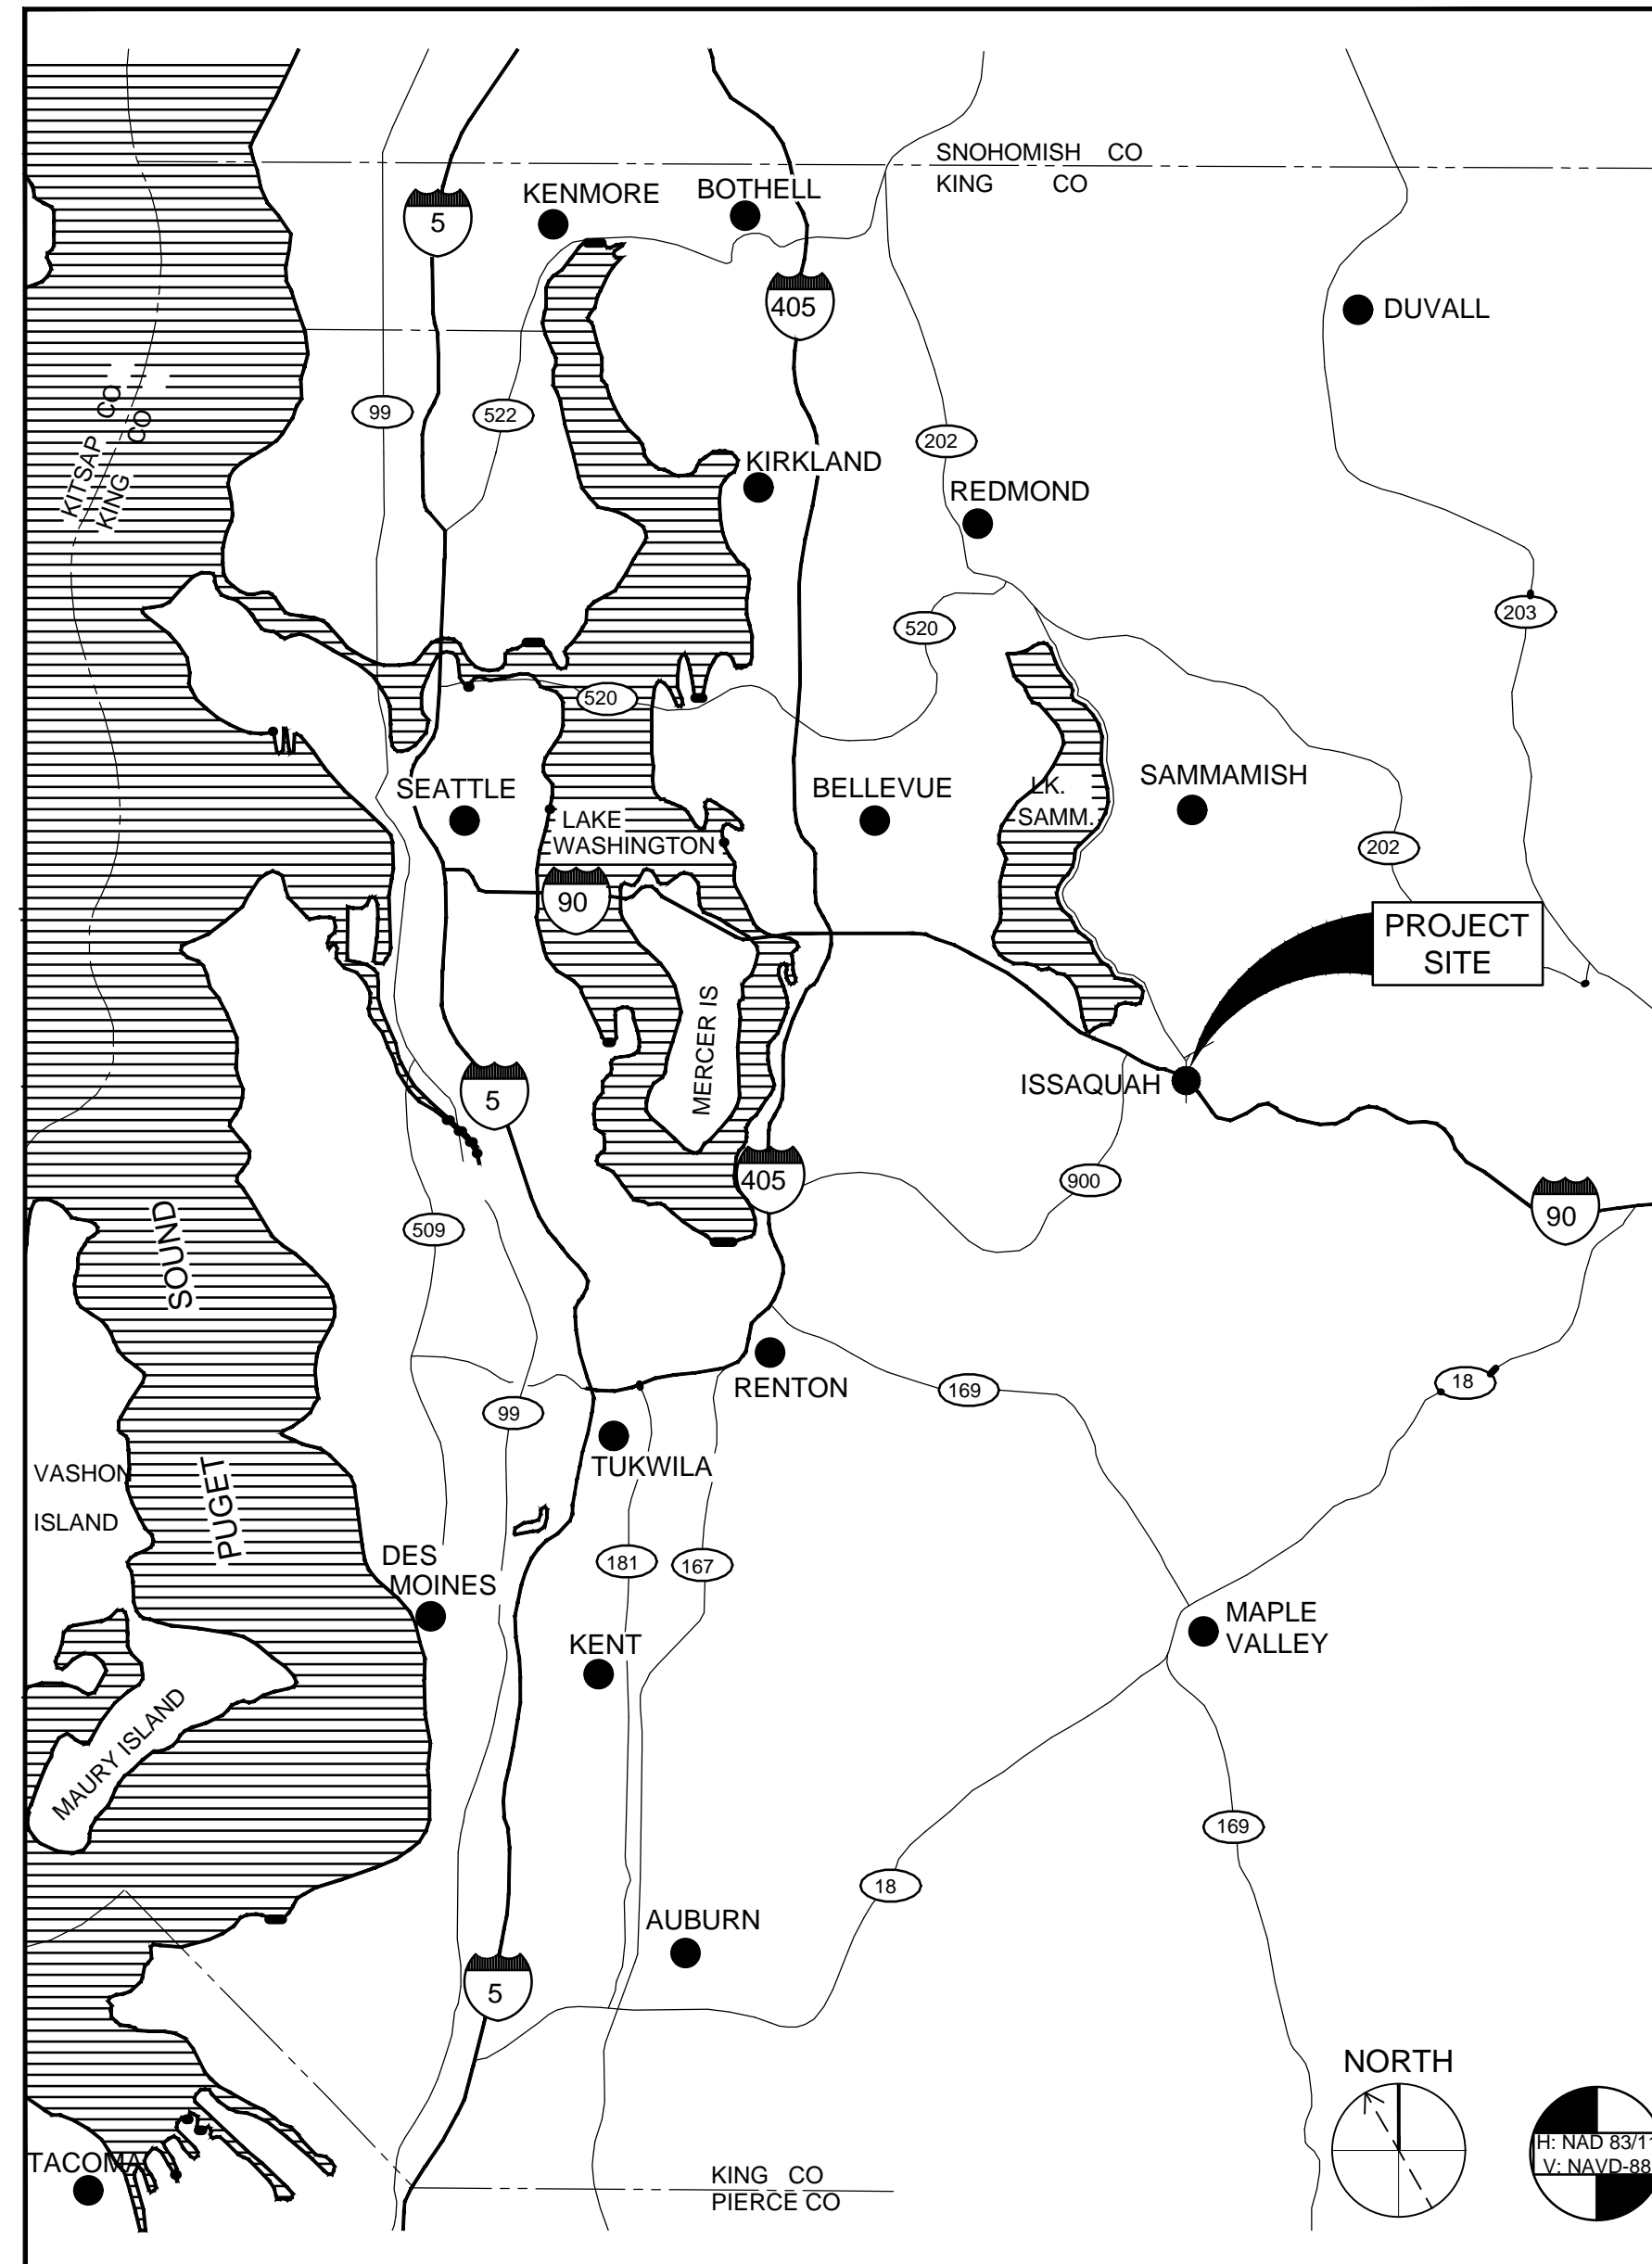 SNOHOMISH CO
KING CO
KENMORE
BOTHELL
5
405
DUVALL
KITSAP CO
KING CO
99
522
202
KIRKLAND
REDMOND
203
520
520
SEATTLE
BELLEVUE
LK.
SAMM.
SAMMAMISH
LAKE
WASHINGTON
202
90
PROJECT
SITE
MERCER IS
5
ISSAQUAH
405
900
90
509
PUGET SOUND
RENTON
169
18
99
TUKWILA
VASHON
ISLAND
181
167
DES
MOINES
KENT
MAPLE
VALLEY
MAURY ISLAND
169
18
AUBURN
5
NORTH
TACOMA
H: NAD 83/11
V: NAVD-88
KING CO
PIERCE CO